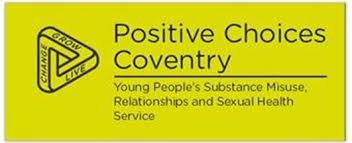 GROW
CHANGE
LIVE
Positive Choices
Coventry
Young People's Substance Misuse,
Relationships and Sexual Health
Service